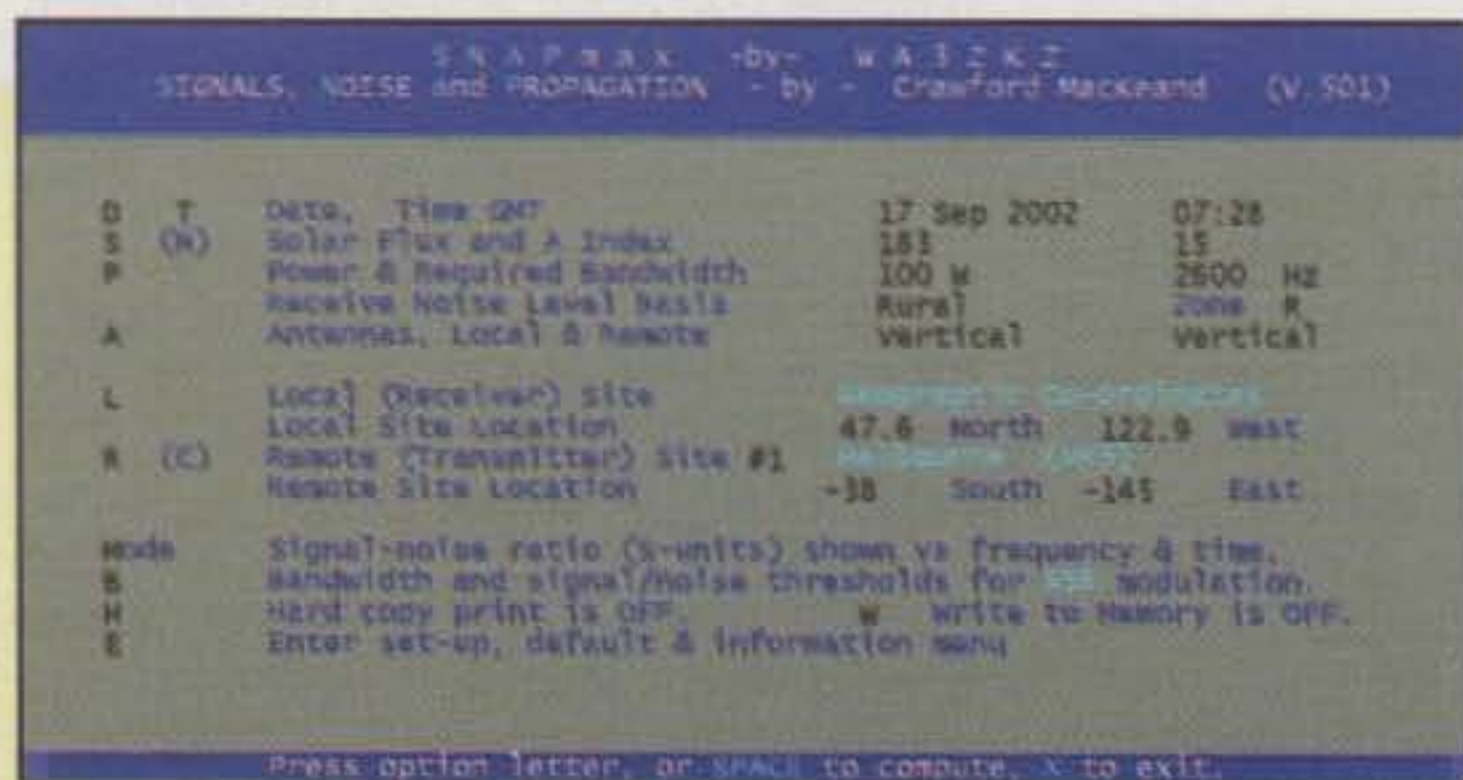 S N A P m a x -by- W A 3 Z K Z
SIGNALS, NOISE and PROPAGATION - by - Crawford MacKeand (V.501)
D T Date, Time GMT 17 Sep 2002 07:28
S (N) Solar Flux and A Index 183 15
P Power & Required Bandwidth 100 W 2600 Hz
Receive Noise Level Basis Rural zone R
A Antennas, Local & Remote Vertical Vertical
L Local (Receiver) Site
Local Site Location 47.6 North 122.9 West
R (C) Remote (Transmitter) Site #1
Remote Site Location -38 South -145 East
Mode Signal-noise ratio (S-units) shown vs frequency & time.
B Bandwidth and signal/noise thresholds for SSB modulation.
H Hard copy print is OFF. W Write to Memory is OFF.
E Enter set-up, default & information menu
Press option letter, or SPACE to compute, X to exit.